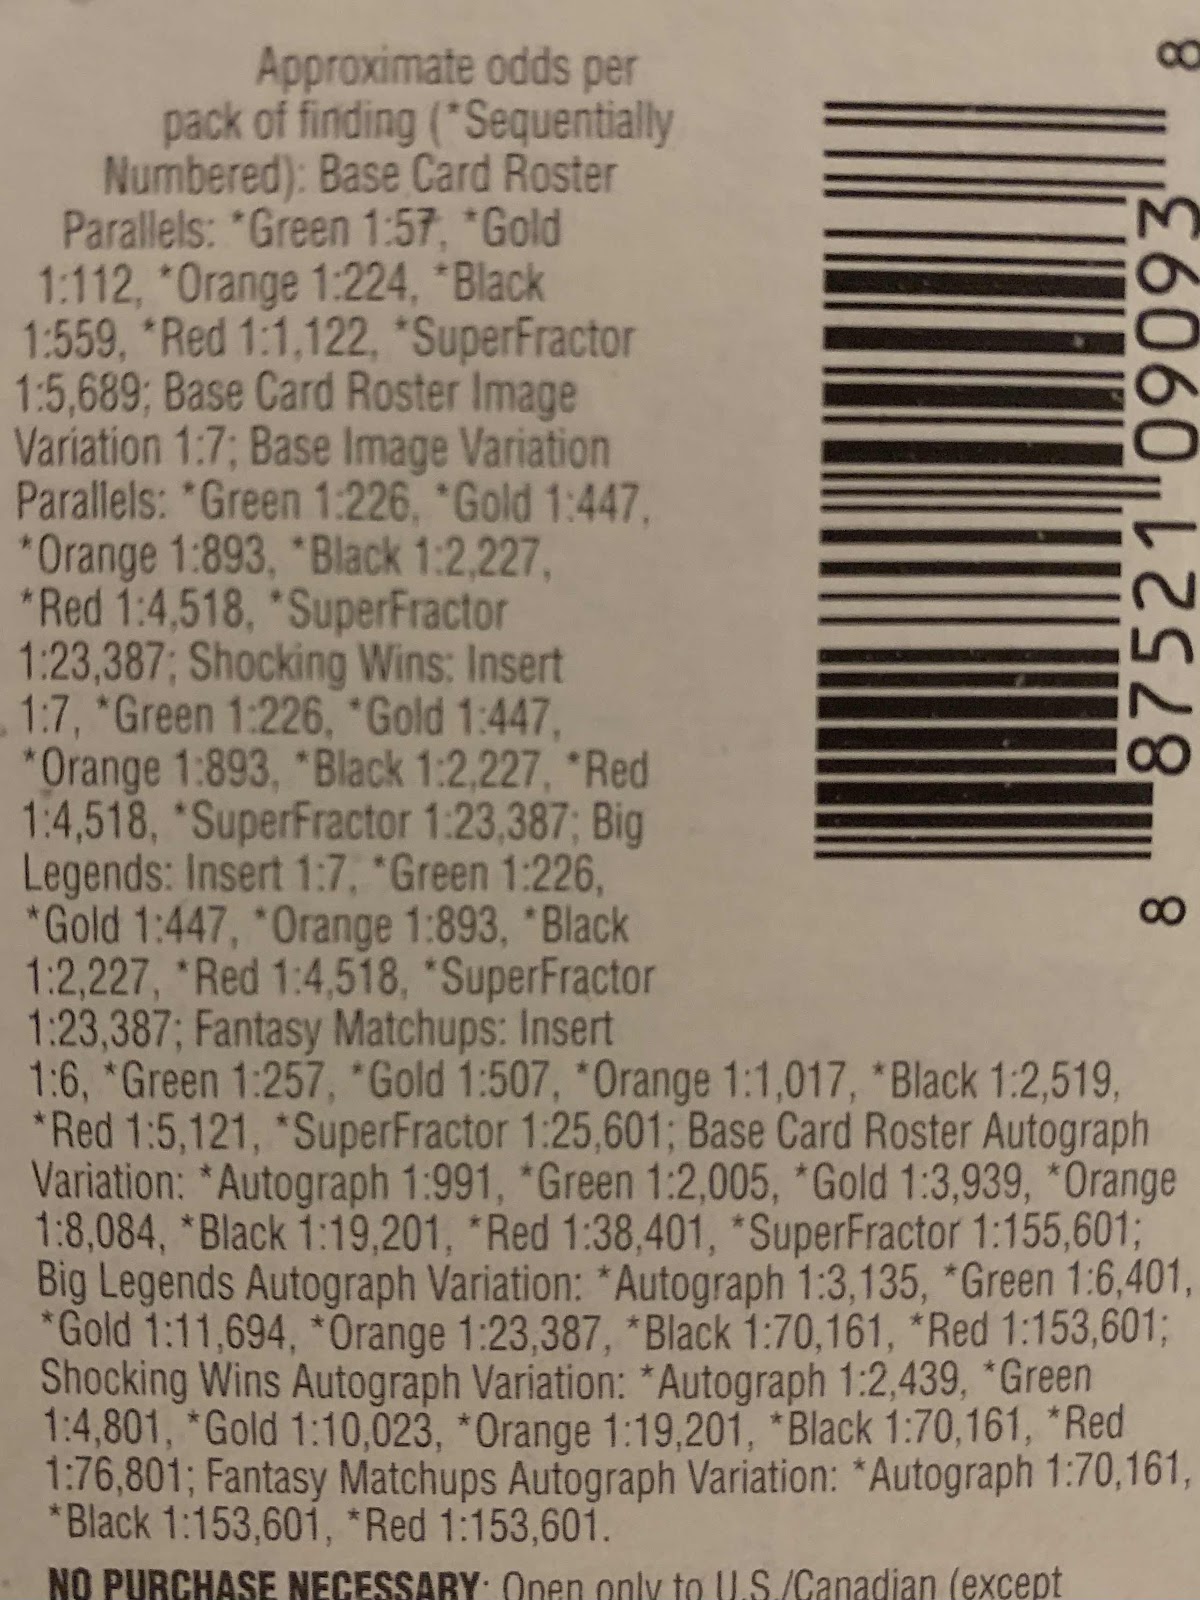 Approximate odds per
pack of finding (*Sequentially
Numbered): Base Card Roster
Parallels: *Green 1:57, *Gold
1:112, *Orange 1:224, *Black
1:559, *Red 1:1,122, *SuperFractor
1:5,689; Base Card Roster Image
Variation 1:7; Base Image Variation
Parallels: *Green 1:226, *Gold 1:447,
*Orange 1:893, *Black 1:2,227,
*Red 1:4,518, *SuperFractor
1:23,387; Shocking Wins: Insert
1:7, *Green 1:226, *Gold 1:447,
*Orange 1:893, *Black 1:2,227, *Red
1:4,518, *SuperFractor 1:23,387; Big
Legends: Insert 1:7, *Green 1:226,
*Gold 1:447, *Orange 1:893, *Black
1:2,227, *Red 1:4,518, *SuperFractor
1:23,387; Fantasy Matchups: Insert
1:6, *Green 1:257, *Gold 1:507, *Orange 1:1,017, *Black 1:2,519,
*Red 1:5,121, *SuperFractor 1:25,601; Base Card Roster Autograph
Variation: *Autograph 1:991, *Green 1:2,005, *Gold 1:3,939, *Orange
1:8,084, *Black 1:19,201, *Red 1:38,401, *SuperFractor 1:155,601;
Big Legends Autograph Variation: *Autograph 1:3,135, *Green 1:6,401,
*Gold 1:11,694, *Orange 1:23,387, *Black 1:70,161, *Red 1:153,601;
Shocking Wins Autograph Variation: *Autograph 1:2,439, *Green
1:4,801, *Gold 1:10,023, *Orange 1:19,201, *Black 1:70,161, *Red
1:76,801; Fantasy Matchups Autograph Variation: *Autograph 1:70,161,
*Black 1:153,601, *Red 1:153,601.
NO PURCHASE NECESSARY: Open only to U.S./Canadian (except
8 87521 09093 8